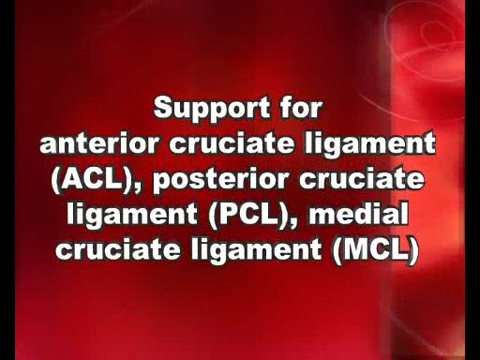 Support for
anterior cruciate ligament
(ACL), posterior cruciate
ligament (PCL), medial
cruciate ligament (MCL)